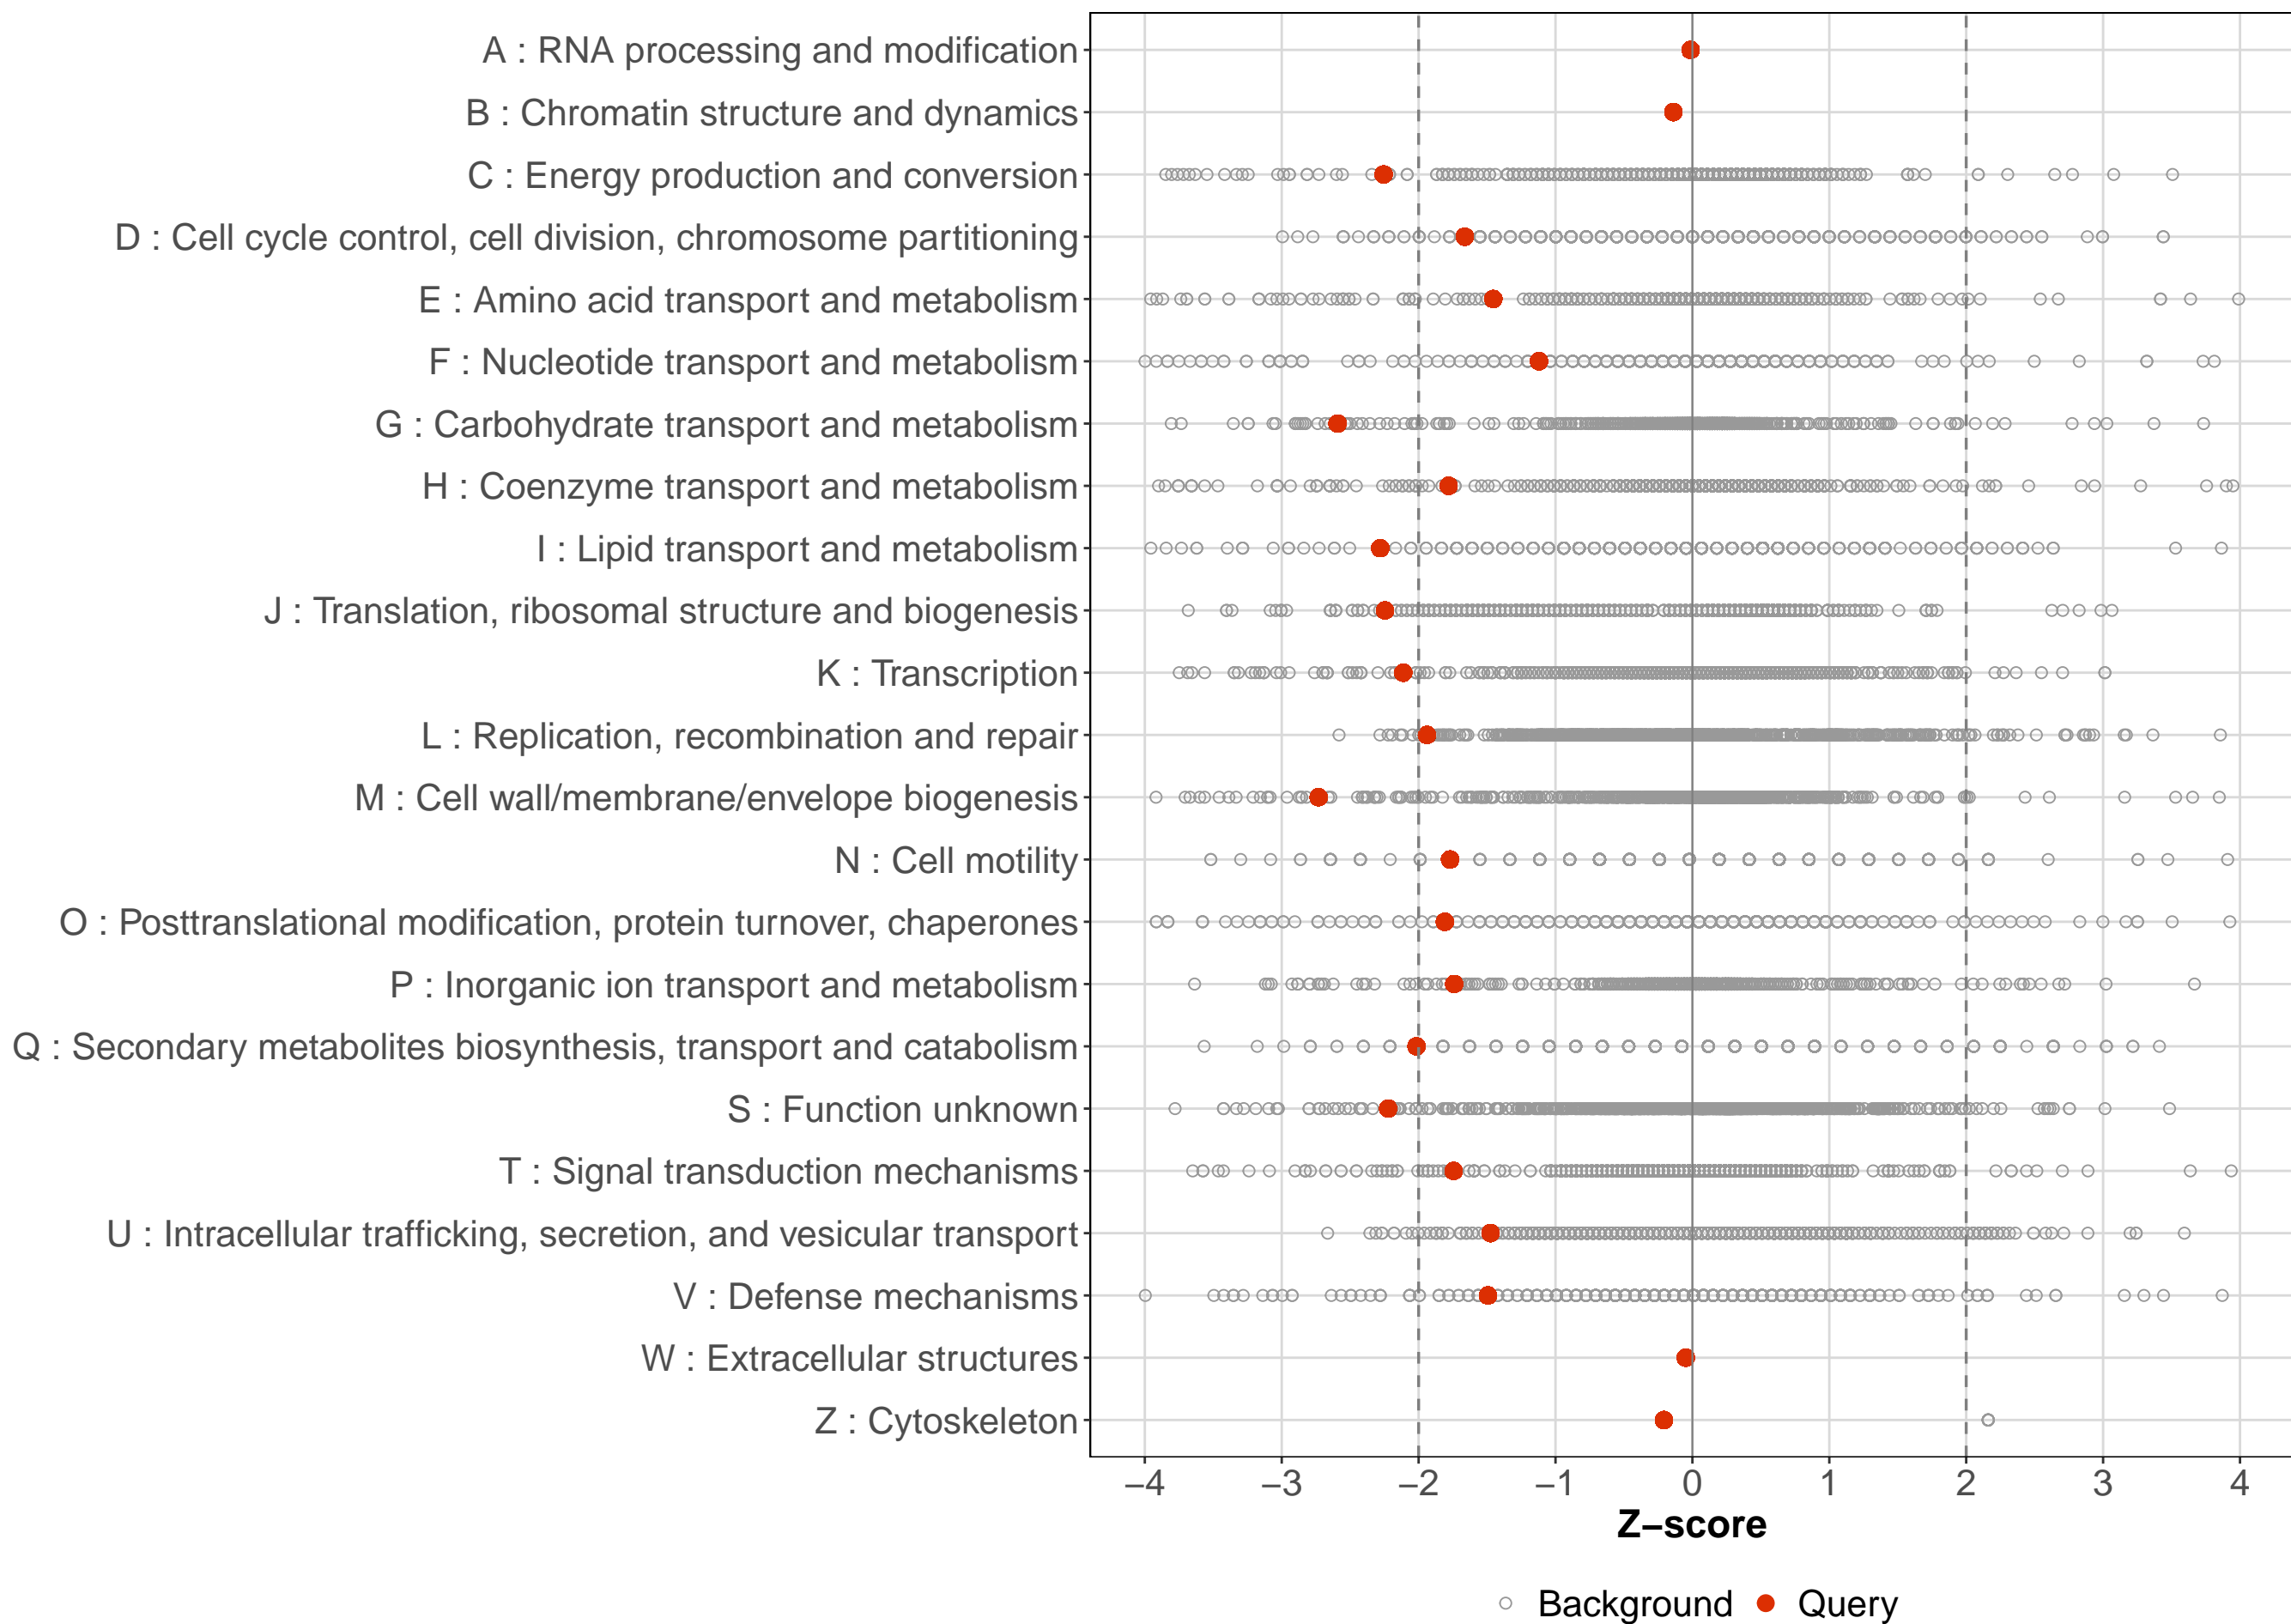 A : RNA processing and modification
B : Chromatin structure and dynamics
C : Energy production and conversion
D : Cell cycle control, cell division, chromosome partitioning
E : Amino acid transport and metabolism
F : Nucleotide transport and metabolism
G : Carbohydrate transport and metabolism
H : Coenzyme transport and metabolism
I : Lipid transport and metabolism
J : Translation, ribosomal structure and biogenesis
K : Transcription
L : Replication, recombination and repair
M : Cell wall/membrane/envelope biogenesis
N : Cell motility
O : Posttranslational modification, protein turnover, chaperones
P : Inorganic ion transport and metabolism
Q : Secondary metabolites biosynthesis, transport and catabolism
S : Function unknown
T : Signal transduction mechanisms
U : Intracellular trafficking, secretion, and vesicular transport
V : Defense mechanisms
W : Extracellular structures
Z : Cytoskeleton
−4 −3 −2 −1 0 1 2 3 4
Z−score
Background Query